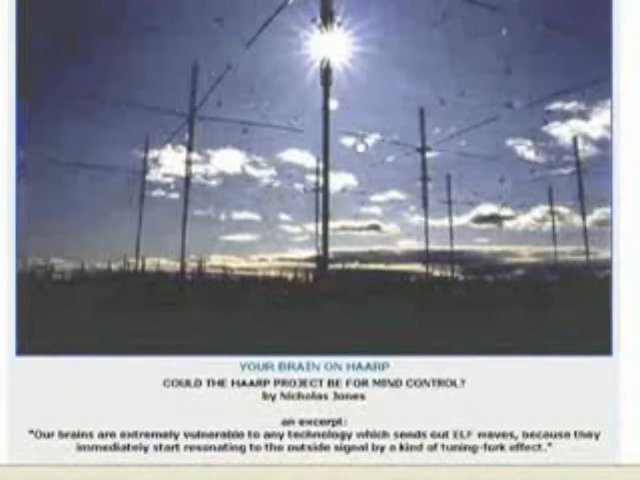 YOUR BRAIN ON HAARP
COULD THE HAARP PROJECT BE FOR MIND CONTROL?
by Nicholas Jones
an excerpt:
"Our brains are extremely vulnerable to any technology which sends out ELF waves, because they
immediately start resonating to the outside signal by a kind of tuning-fork effect."